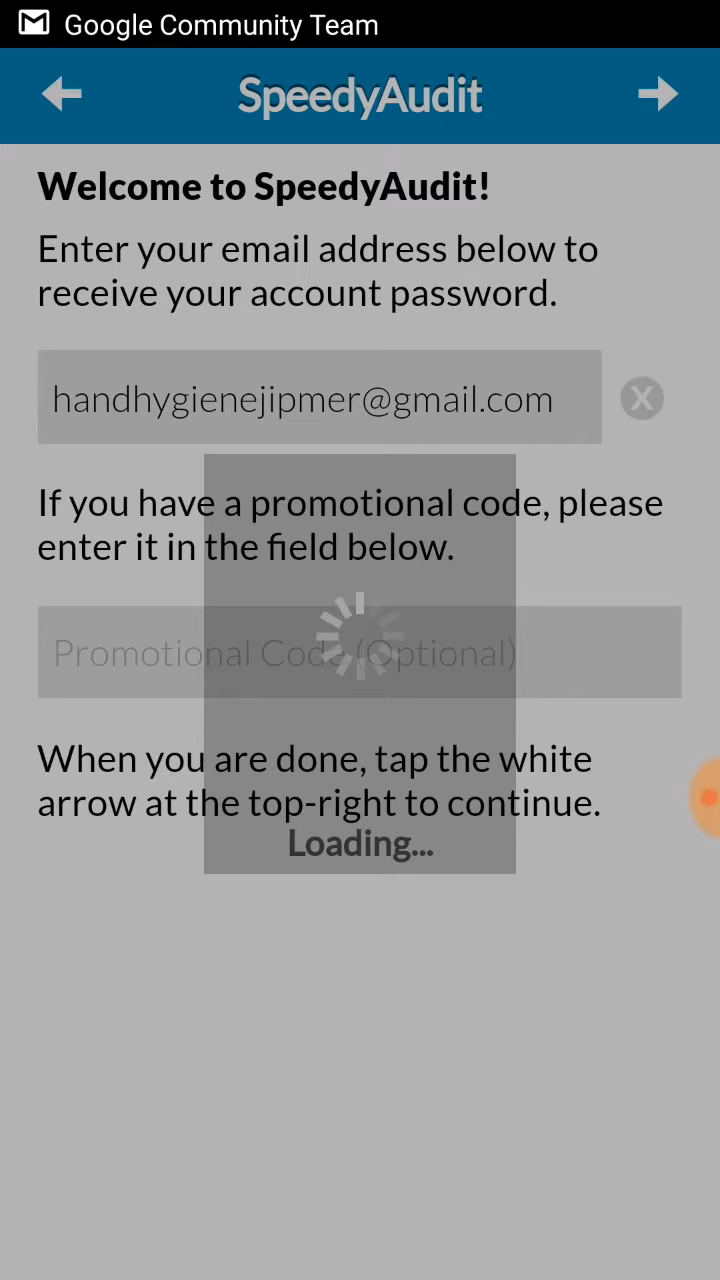 Google Community Team
SpeedyAudit
Welcome to SpeedyAudit!
Enter your email address below to
receive your account password.
handhygienejipmer@gmail.com
X
If you have a promotional code, please
enter it in the field below.
Promotional Code (Optional)
When you are done, tap the white
arrow at the top-right to continue.
Loading...